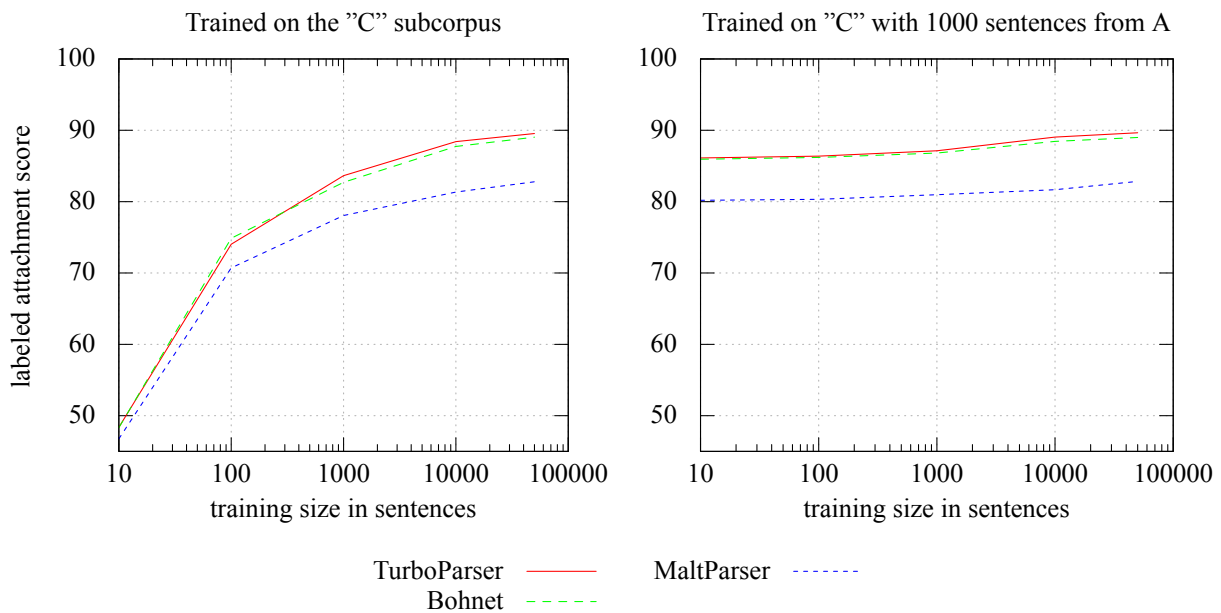 Trained on the ”C” subcorpus
Trained on ”C” with 1000 sentences from A
labeled attachment score
100
90
80
70
60
50
10 100 1000 10000 100000
training size in sentences
100
90
80
70
60
50
10 100 1000 10000 100000
training size in sentences
TurboParser
Bohnet
MaltParser